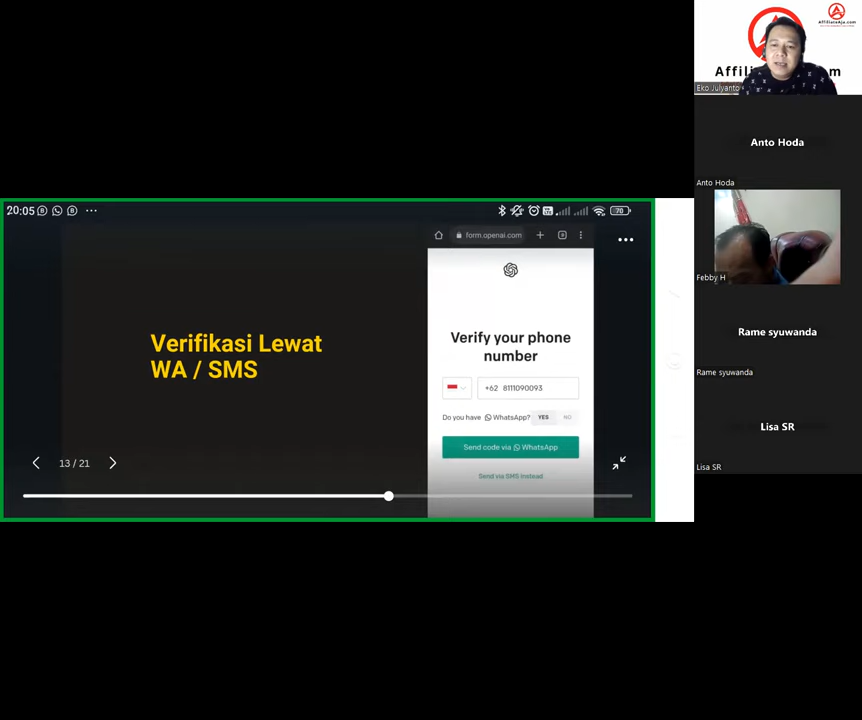 AffiliateAja.com
Affili m
Eko Julyanto
Anto Hoda
Anto Hoda
Febby H
Rame syuwanda
Rame syuwanda
Lisa SR
Lisa SR
20:05
70
form.openai.com
Verifikasi Lewat
WA / SMS
Verify your phone
number
+62 8111090093
Do you have WhatsApp? YES NO
Send code via WhatsApp
Send via SMS instead
13 / 21